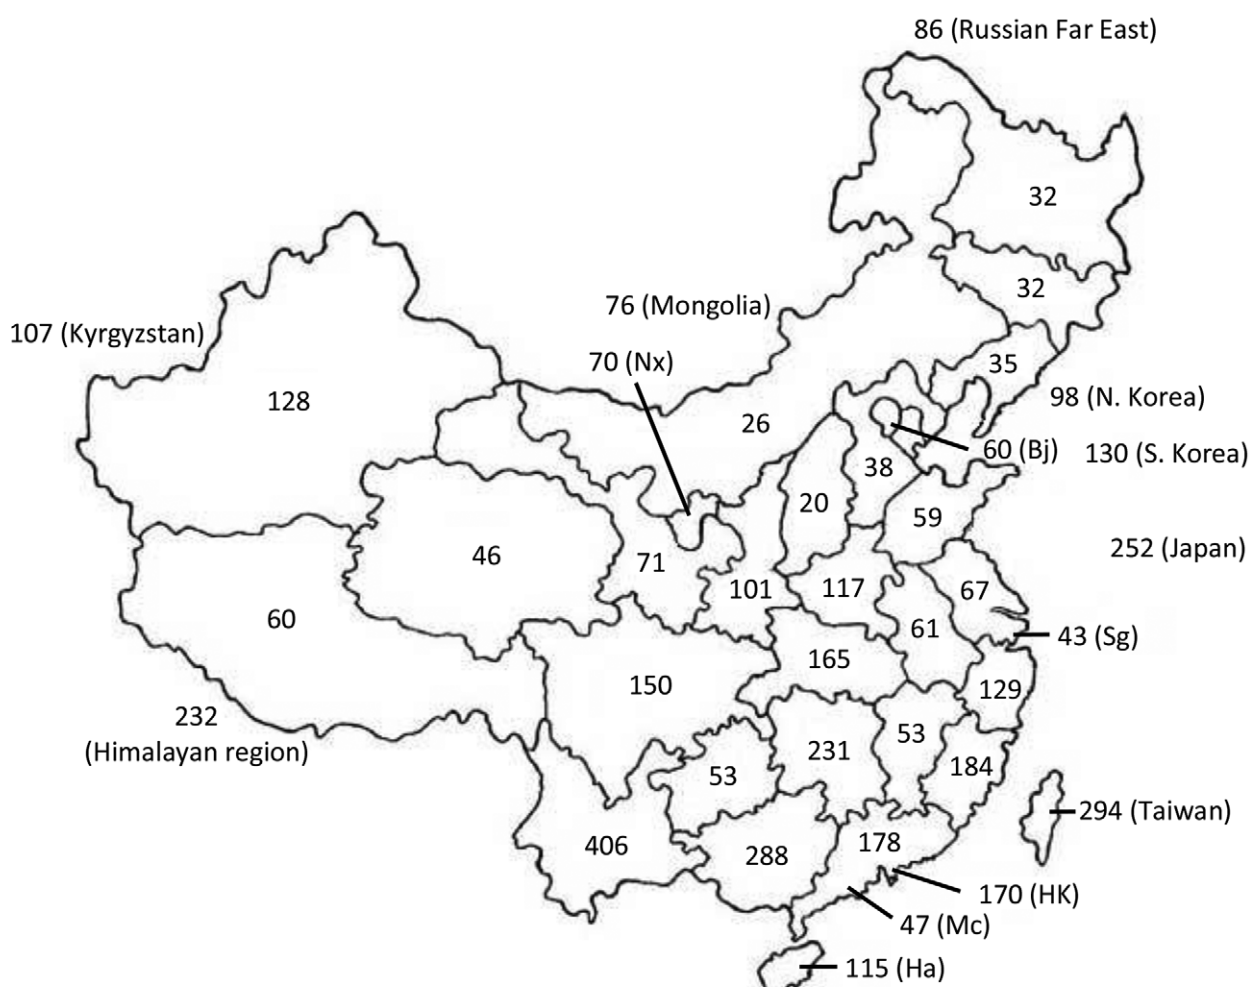 86 (Russian Far East)
32
32
76 (Mongolia)
107 (Kyrgyzstan)
70 (Nx)
35
128
98 (N. Korea)
26
60 (Bj)
130 (S. Korea)
38
20
59
252 (Japan)
46
71
101
117
67
60
61
43 (Sg)
165
150
129
232
(Himalayan region)
53
231
184
53
294 (Taiwan)
406
288
178
170 (HK)
47 (Mc)
115 (Ha)